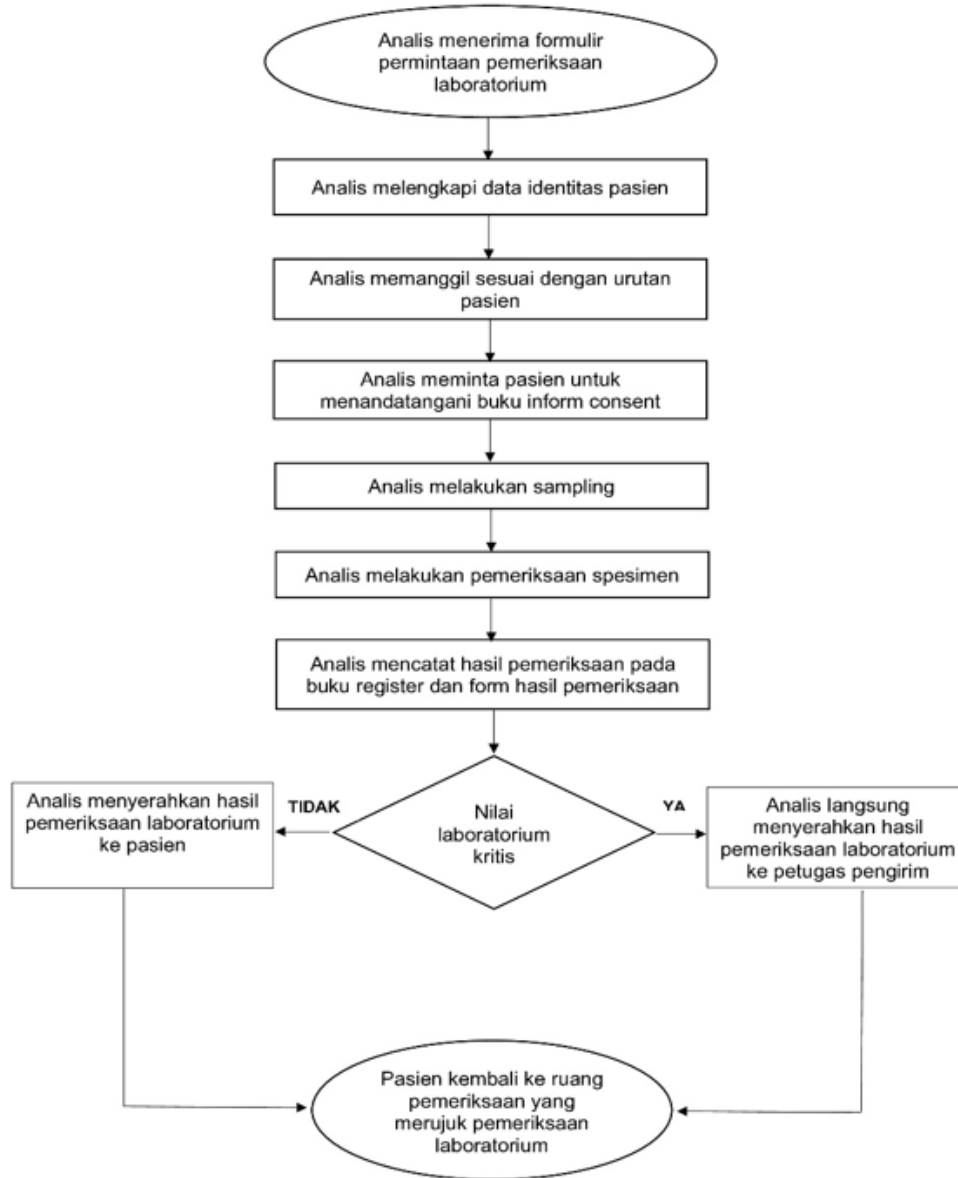 Analis menerima formulir
permintaan pemeriksaan
laboratorium
Analis melengkapi data identitas pasien
Analis memanggil sesuai dengan urutan
pasien
Analis meminta pasien untuk
menandatangani buku inform consent
Analis melakukan sampling
Analis melakukan pemeriksaan spesimen
Analis mencatat hasil pemeriksaan pada
buku register dan form hasil pemeriksaan
Analis menyerahkan hasil
pemeriksaan laboratorium
ke pasien
TIDAK
Nilai
laboratorium
kritis
YA
Analis langsung
menyerahkan hasil
pemeriksaan laboratorium
ke petugas pengirim
Pasien kembali ke ruang
pemeriksaan yang
merujuk pemeriksaan
laboratorium